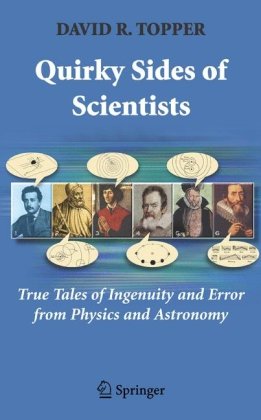 DAVID R. TOPPER
Quirky Sides of
Scientists
True Tales of Ingenuity and Error
from Physics and Astronomy
Springer